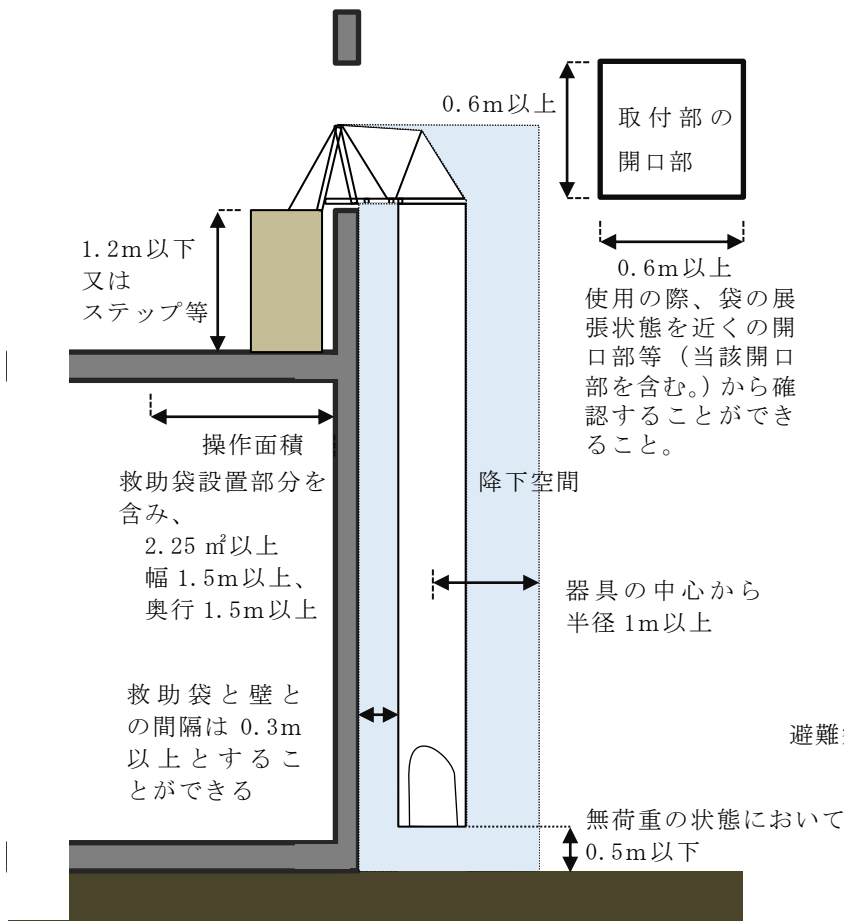 0.6m以上
取付部の
開口部
0.6m以上
1.2m以下
又は
ステップ等
使用の際、袋の展
張状態を近くの開
口部等（当該開口
部を含む。）から確
認することができ
ること。
操作面積
救助袋設置部分を
含み、
2.25 ㎡以上
幅 1.5m以上、
奥行 1.5m以上
降下空間
器具の中心から
半径 1m以上
救助袋と壁と
の間隔は 0.3m
以上とするこ
とができる
避難
無荷重の状態において
0.5m以下